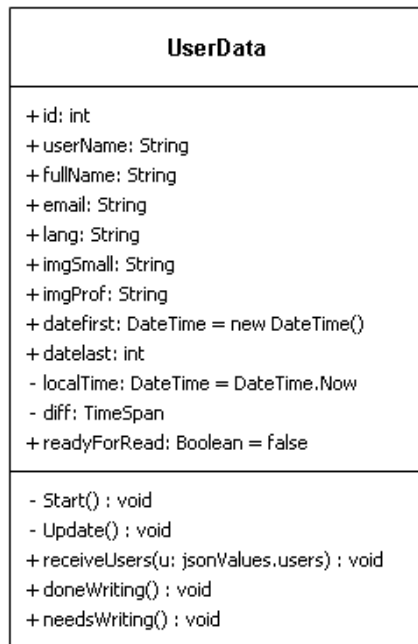 UserData
+ id: int
+ userName: String
+ fullName: String
+ email: String
+ lang: String
+ imgSmall: String
+ imgProf: String
+ datefirst: DateTime = new DateTime()
+ datelast: int
- localTime: DateTime = DateTime.Now
- diff: TimeSpan
+ readyForRead: Boolean = false
- Start() : void
- Update() : void
+ receiveUsers(u: jsonValues.users) : void
+ doneWriting() : void
+ needsWriting() : void